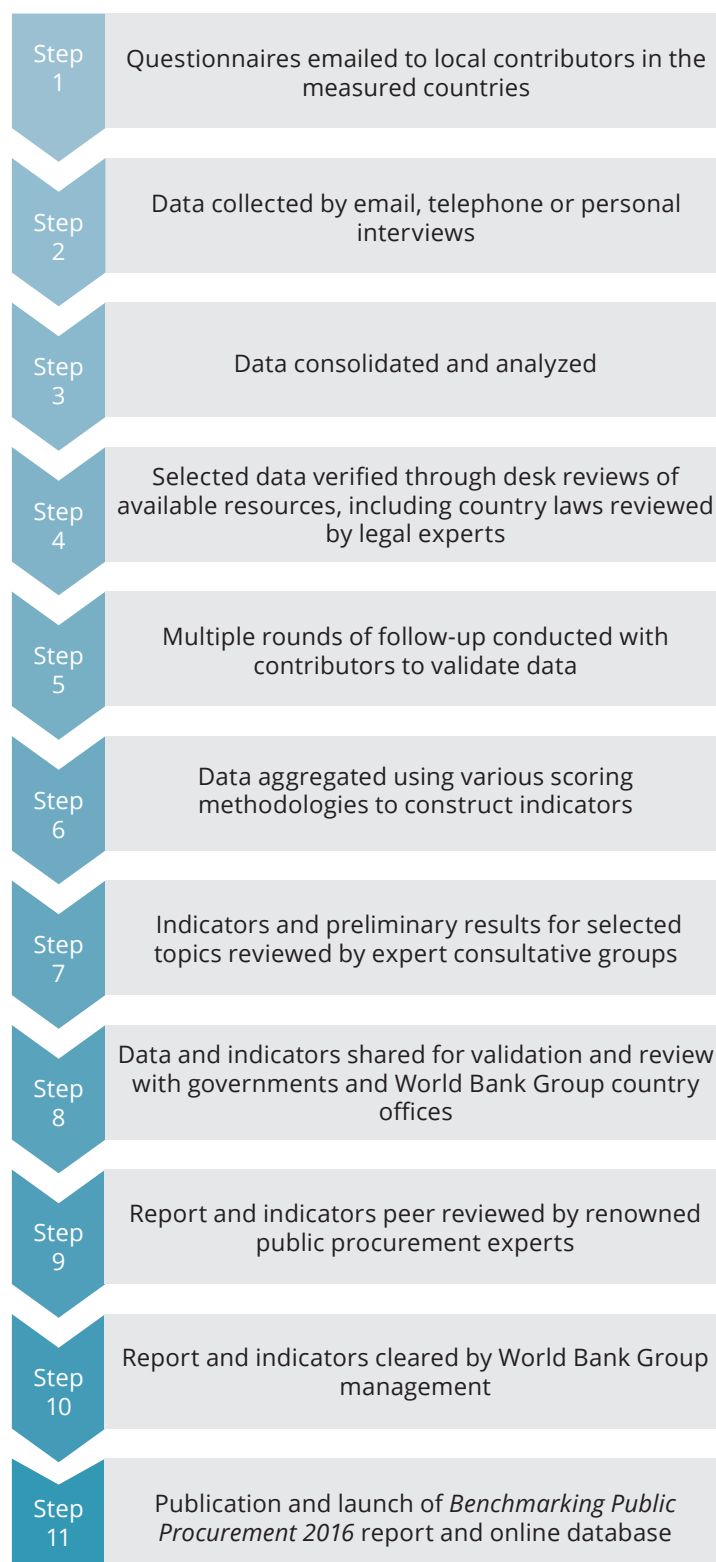 Step
1
Questionnaires emailed to local contributors in the
measured countries
Step
2
Data collected by email, telephone or personal
interviews
Step
3
Data consolidated and analyzed
Step
4
Selected data verified through desk reviews of
available resources, including country laws reviewed
by legal experts
Step
5
Multiple rounds of follow-up conducted with
contributors to validate data
Step
6
Data aggregated using various scoring
methodologies to construct indicators
Step
7
Indicators and preliminary results for selected
topics reviewed by expert consultative groups
Step
8
Data and indicators shared for validation and review
with governments and World Bank Group country
offices
Step
9
Report and indicators peer reviewed by renowned
public procurement experts
Step
10
Report and indicators cleared by World Bank Group
management
Step
11
Publication and launch of Benchmarking Public
Procurement 2016 report and online database